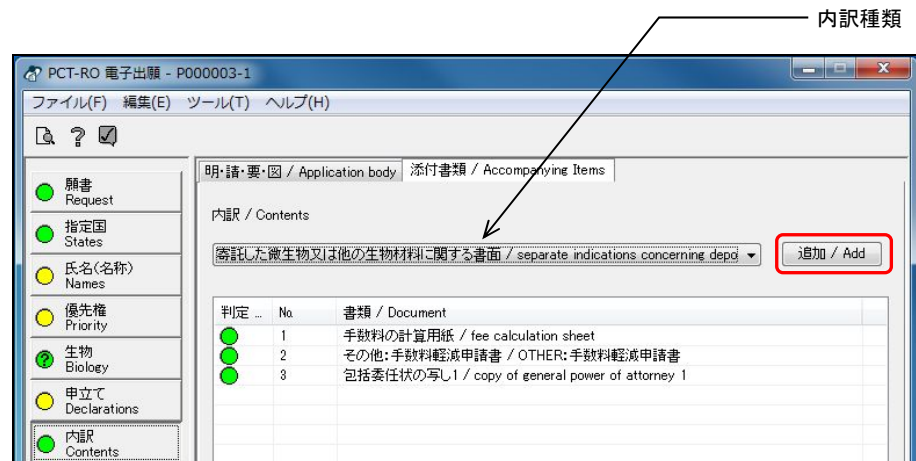 内訳種類
PCT-RO 電子出願 - P000003-1
ファイル(F) 編集(E) ツール(T) ヘルプ(H)
明・請・要・図 / Application body 添付書類 / Accompanying Items
願書
Request
指定国
States
氏名(名称)
Names
優先権
Priority
生物
Biology
申立て
Declarations
内訳
Contents
内訳 / Contents
寄託した微生物又は他の生物材料に関する書面 / separate indications concerning depo
追加 / Add
判定 ... No. 書類 / Document
1 手数料の計算用紙 / fee calculation sheet
2 その他:手数料軽減申請書 / OTHER:手数料軽減申請書
3 包括委任状の写し1 / copy of general power of attorney 1